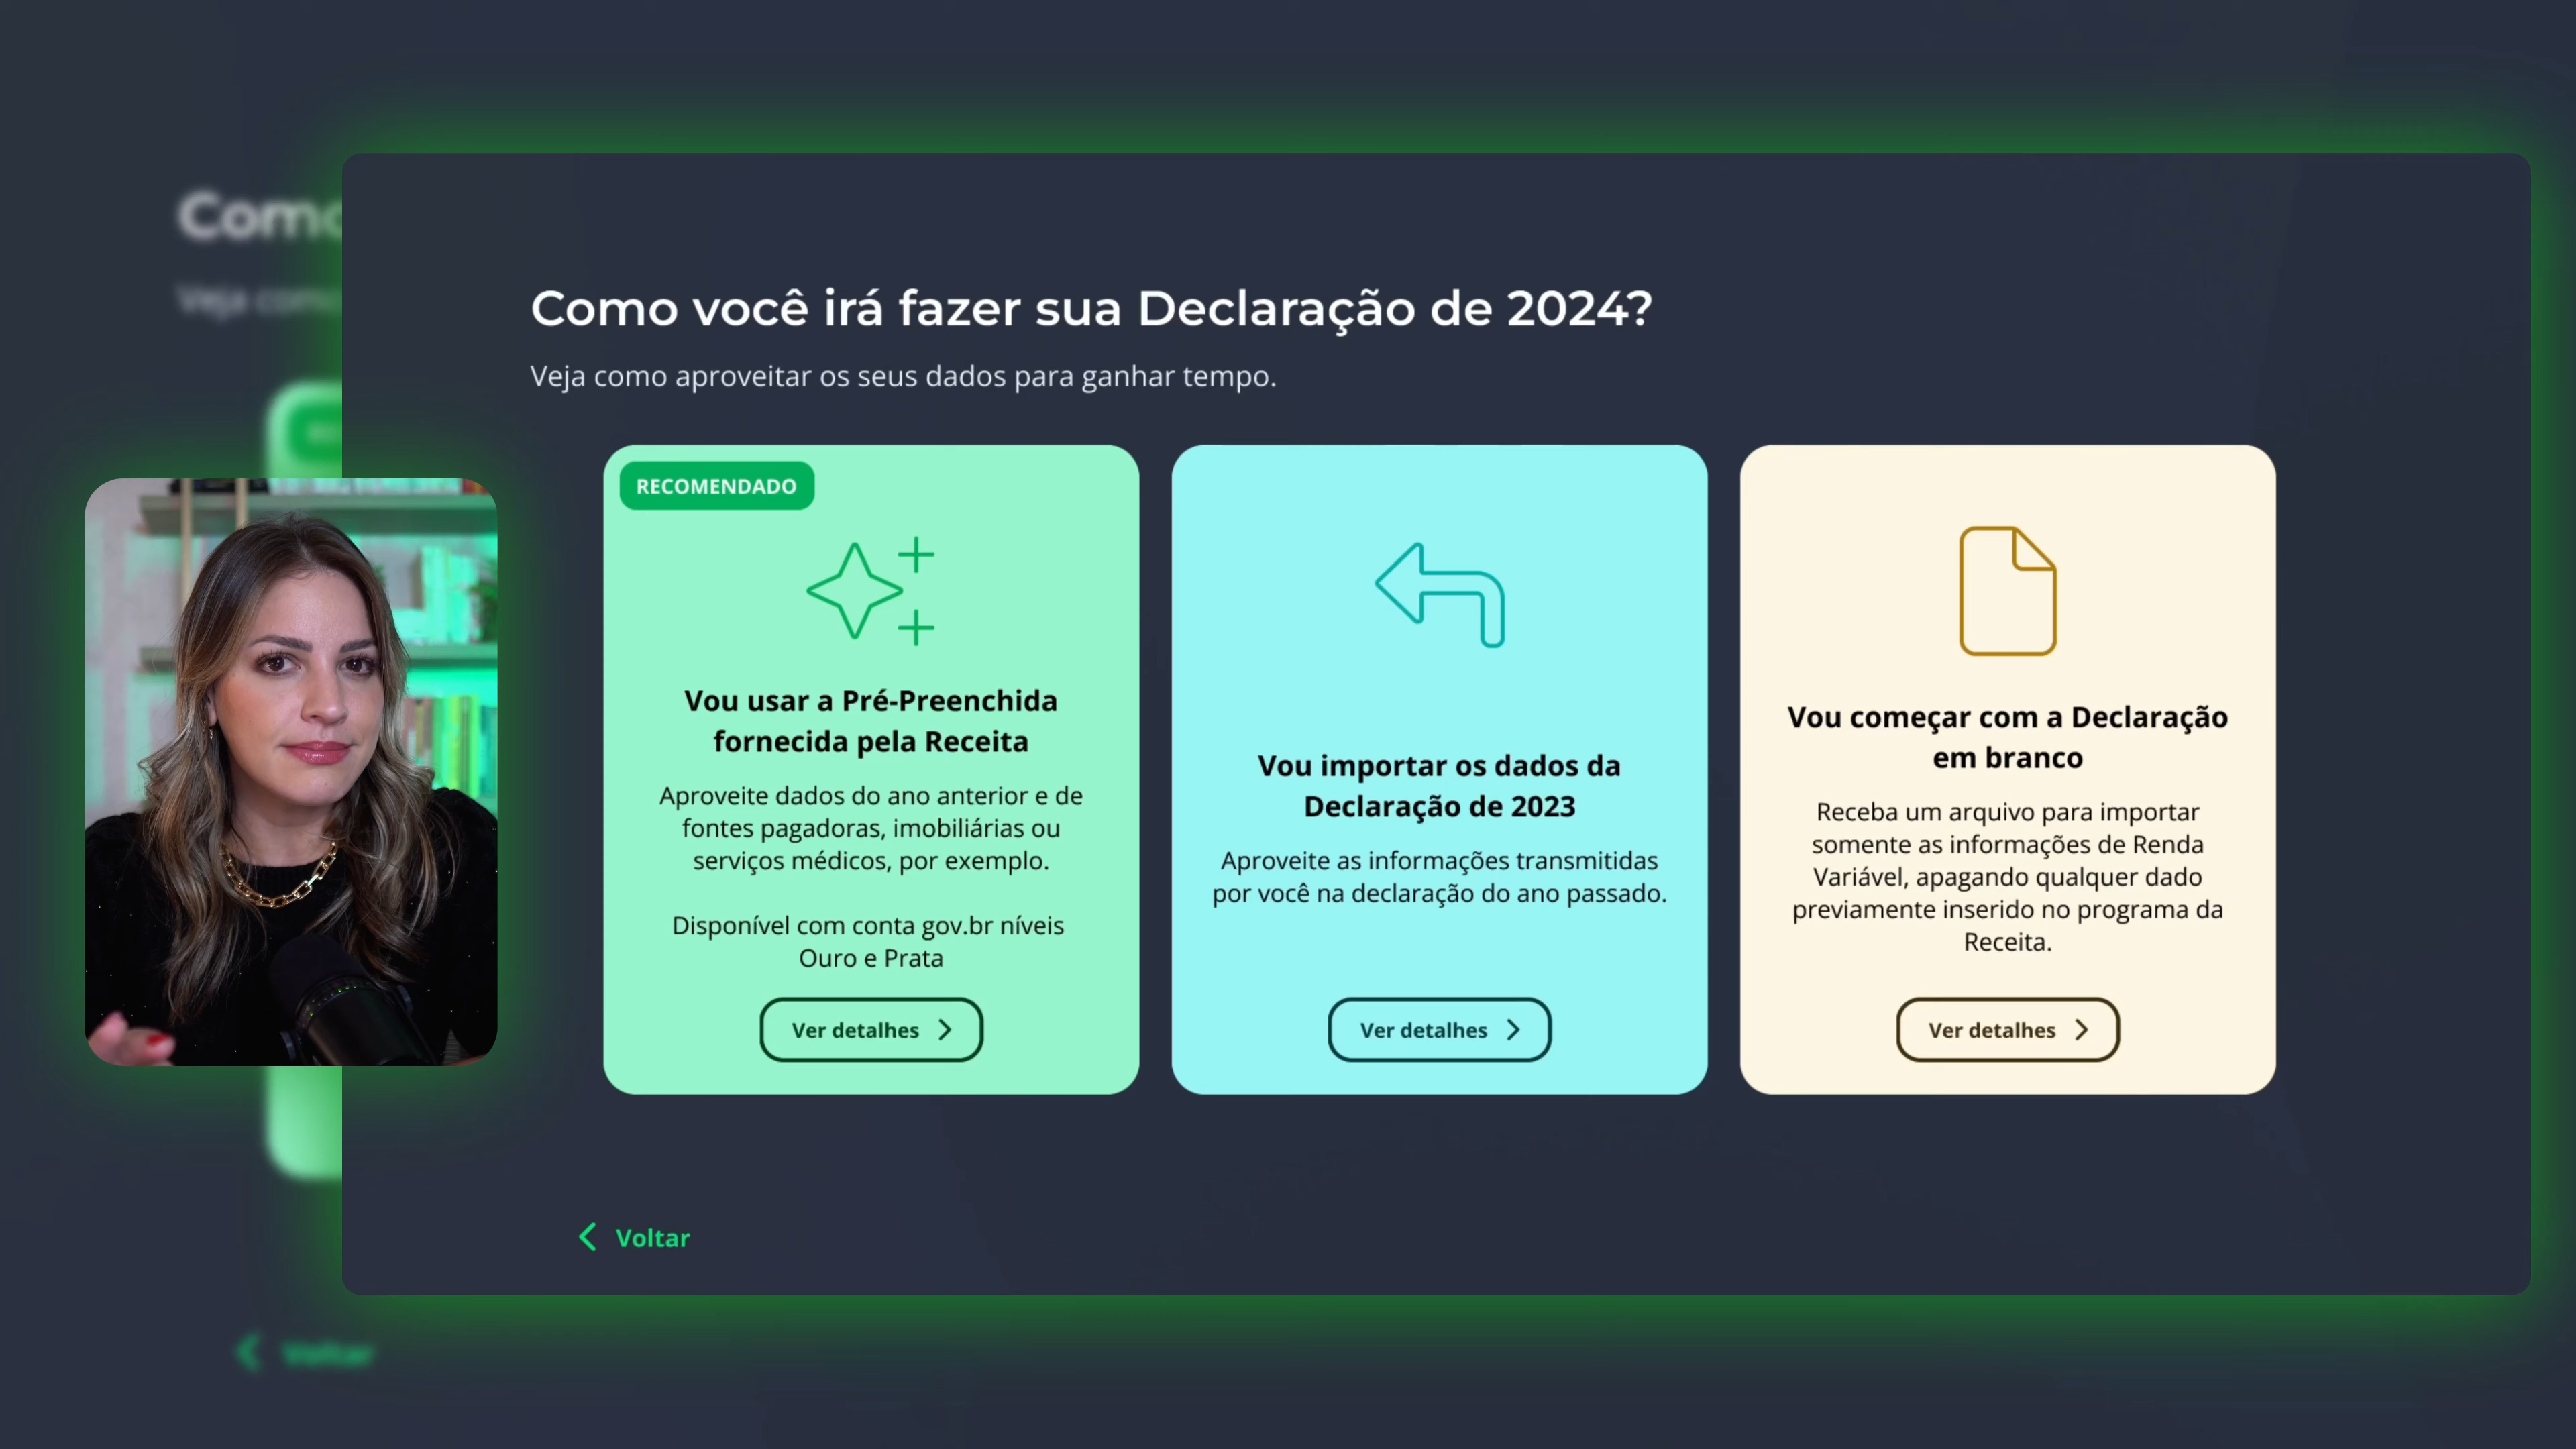 Como você irá fazer sua Declaração de 2024?
Veja como aproveitar os seus dados para ganhar tempo.
RECOMENDADO
Vou usar a Pré-Preenchida
fornecida pela Receita
Aproveite dados do ano anterior e de
fontes pagadoras, imobiliárias ou
serviços médicos, por exemplo.
Disponível com conta gov.br níveis
Ouro e Prata
Ver detalhes
Vou importar os dados da
Declaração de 2023
Aproveite as informações transmitidas
por você na declaração do ano passado.
Ver detalhes
Vou começar com a Declaração
em branco
Receba um arquivo para importar
somente as informações de Renda
Variável, apagando qualquer dado
previamente inserido no programa da
Receita.
Ver detalhes
Voltar
Como
Veja como
Voltar